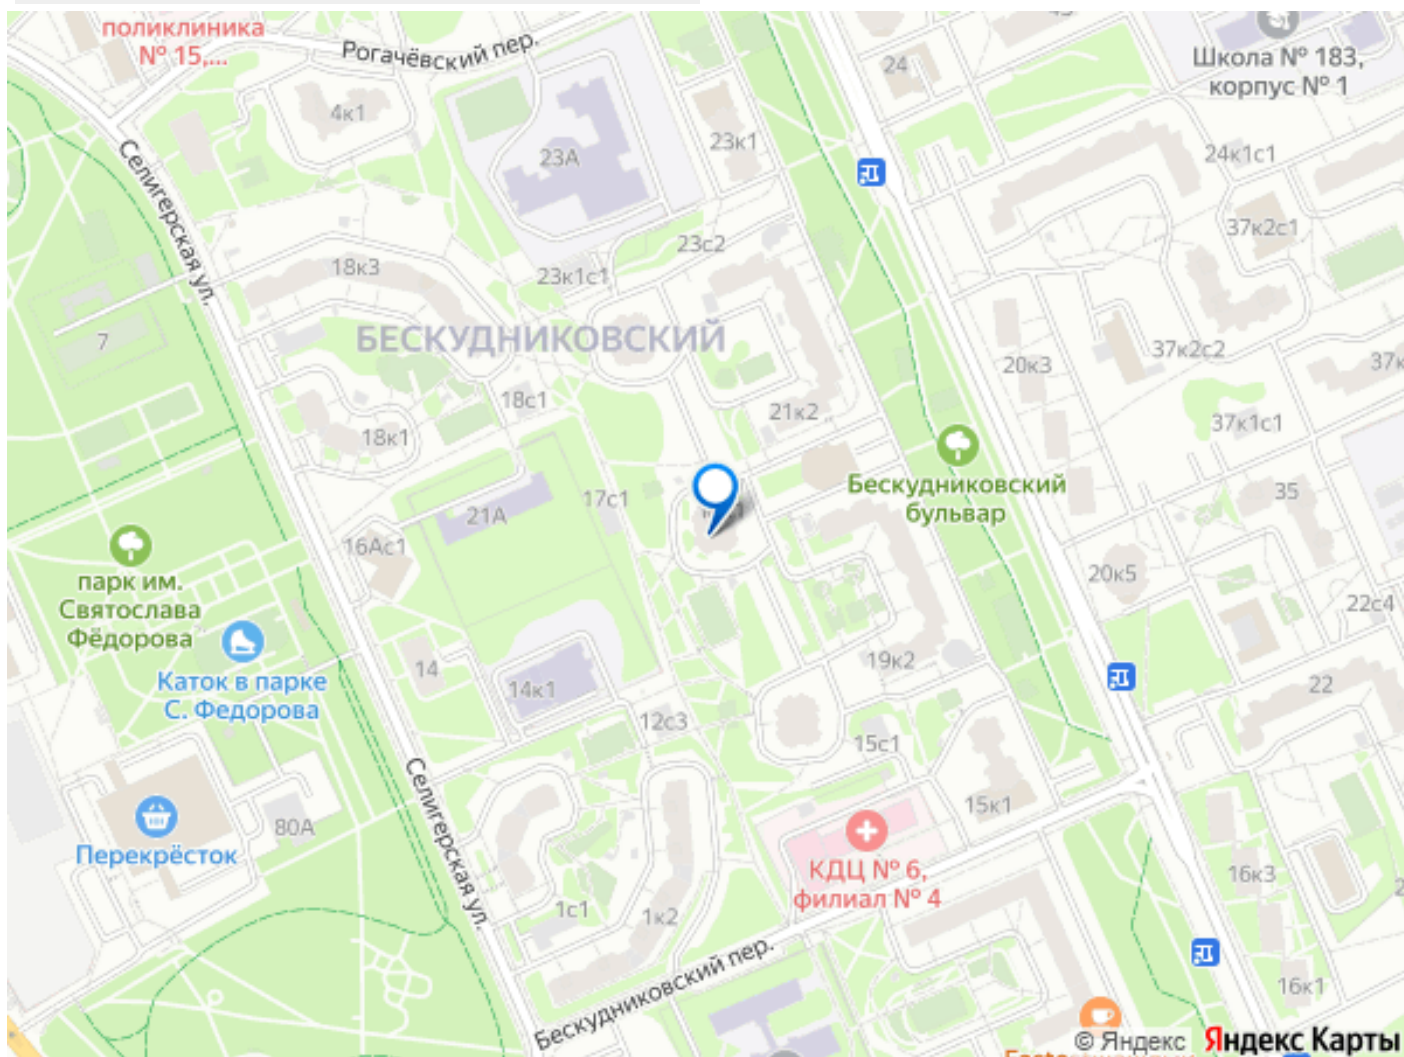 поликлиника
№ 15,...
Рогачёвский пер.
24
Школа № 183,
корпус № 1
4к1
23А
23к1
24к1с1
Селигерская ул.
37к2с1
23с2
18к3
23к1с1
БЕСКУДНИКОВСКИЙ
7
20к3
37к2с2
18с1
21к2
37к1с1
18к1
Бескудниковский
бульвар
17с1
35
21А
16Ас1
20к5
парк им.
Святослава
Фёдорова
22с4
14
19к2
Каток в парке
С. Федорова
14к1
22
12с3
15с1
Селигерская ул.
15к1
80А
Перекрёсток
КДЦ № 6,
филиал № 4
16к3
1с1
1к2
Бескудниковский пер.
16к1
© Яндекс Яндекс Карты